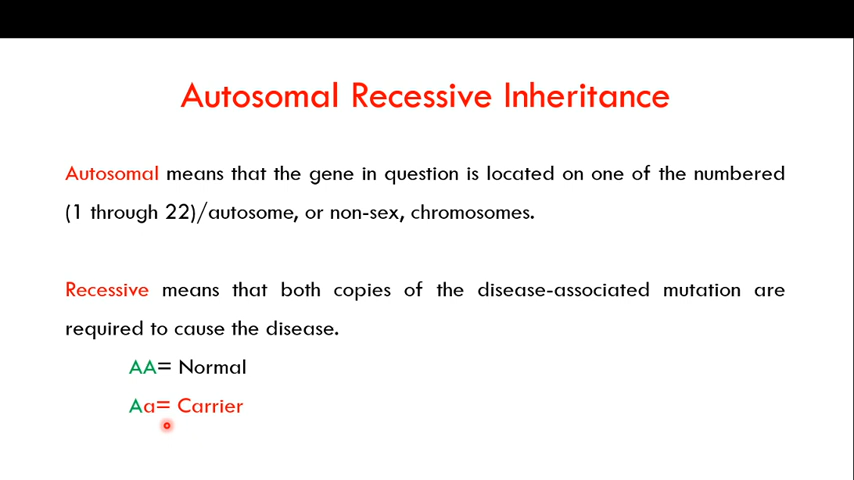 Autosomal Recessive Inheritance
Autosomal means that the gene in question is located on one of the numbered
(1 through 22)/autosome, or non-sex, chromosomes.
Recessive means that both copies of the disease-associated mutation are
required to cause the disease.
AA= Normal
Aa= Carrier